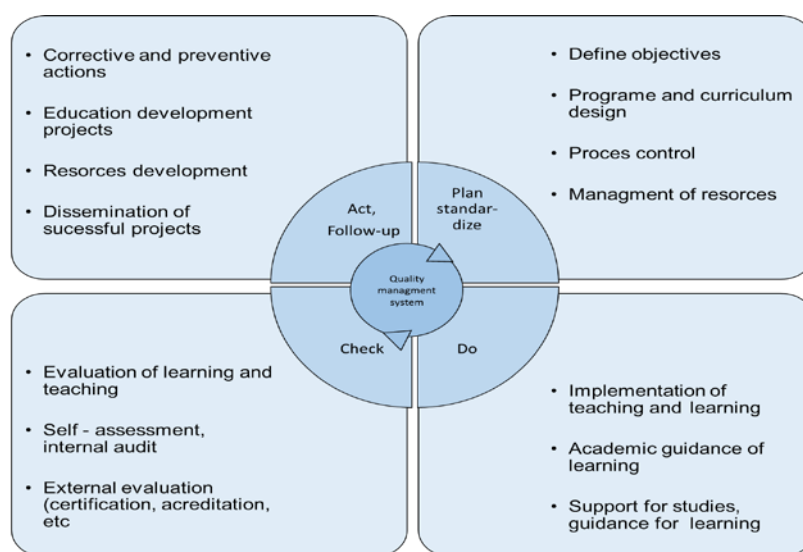 • Corrective and preventive
actions
• Education development
projects
• Resorces development
• Dissemination of
sucessful projects
• Define objectives
• Programe and curriculum
design
• Proces control
• Managment of resorces
Act,
Follow-up
Plan
standar-
dize
Quality
managment
system
Check
Do
• Evaluation of learning and
teaching
• Self - assessment,
internal audit
• External evaluation
(certification, acreditation,
etc
• Implementation of
teaching and learning
• Academic guidance of
learning
• Support for studies,
guidance for learning